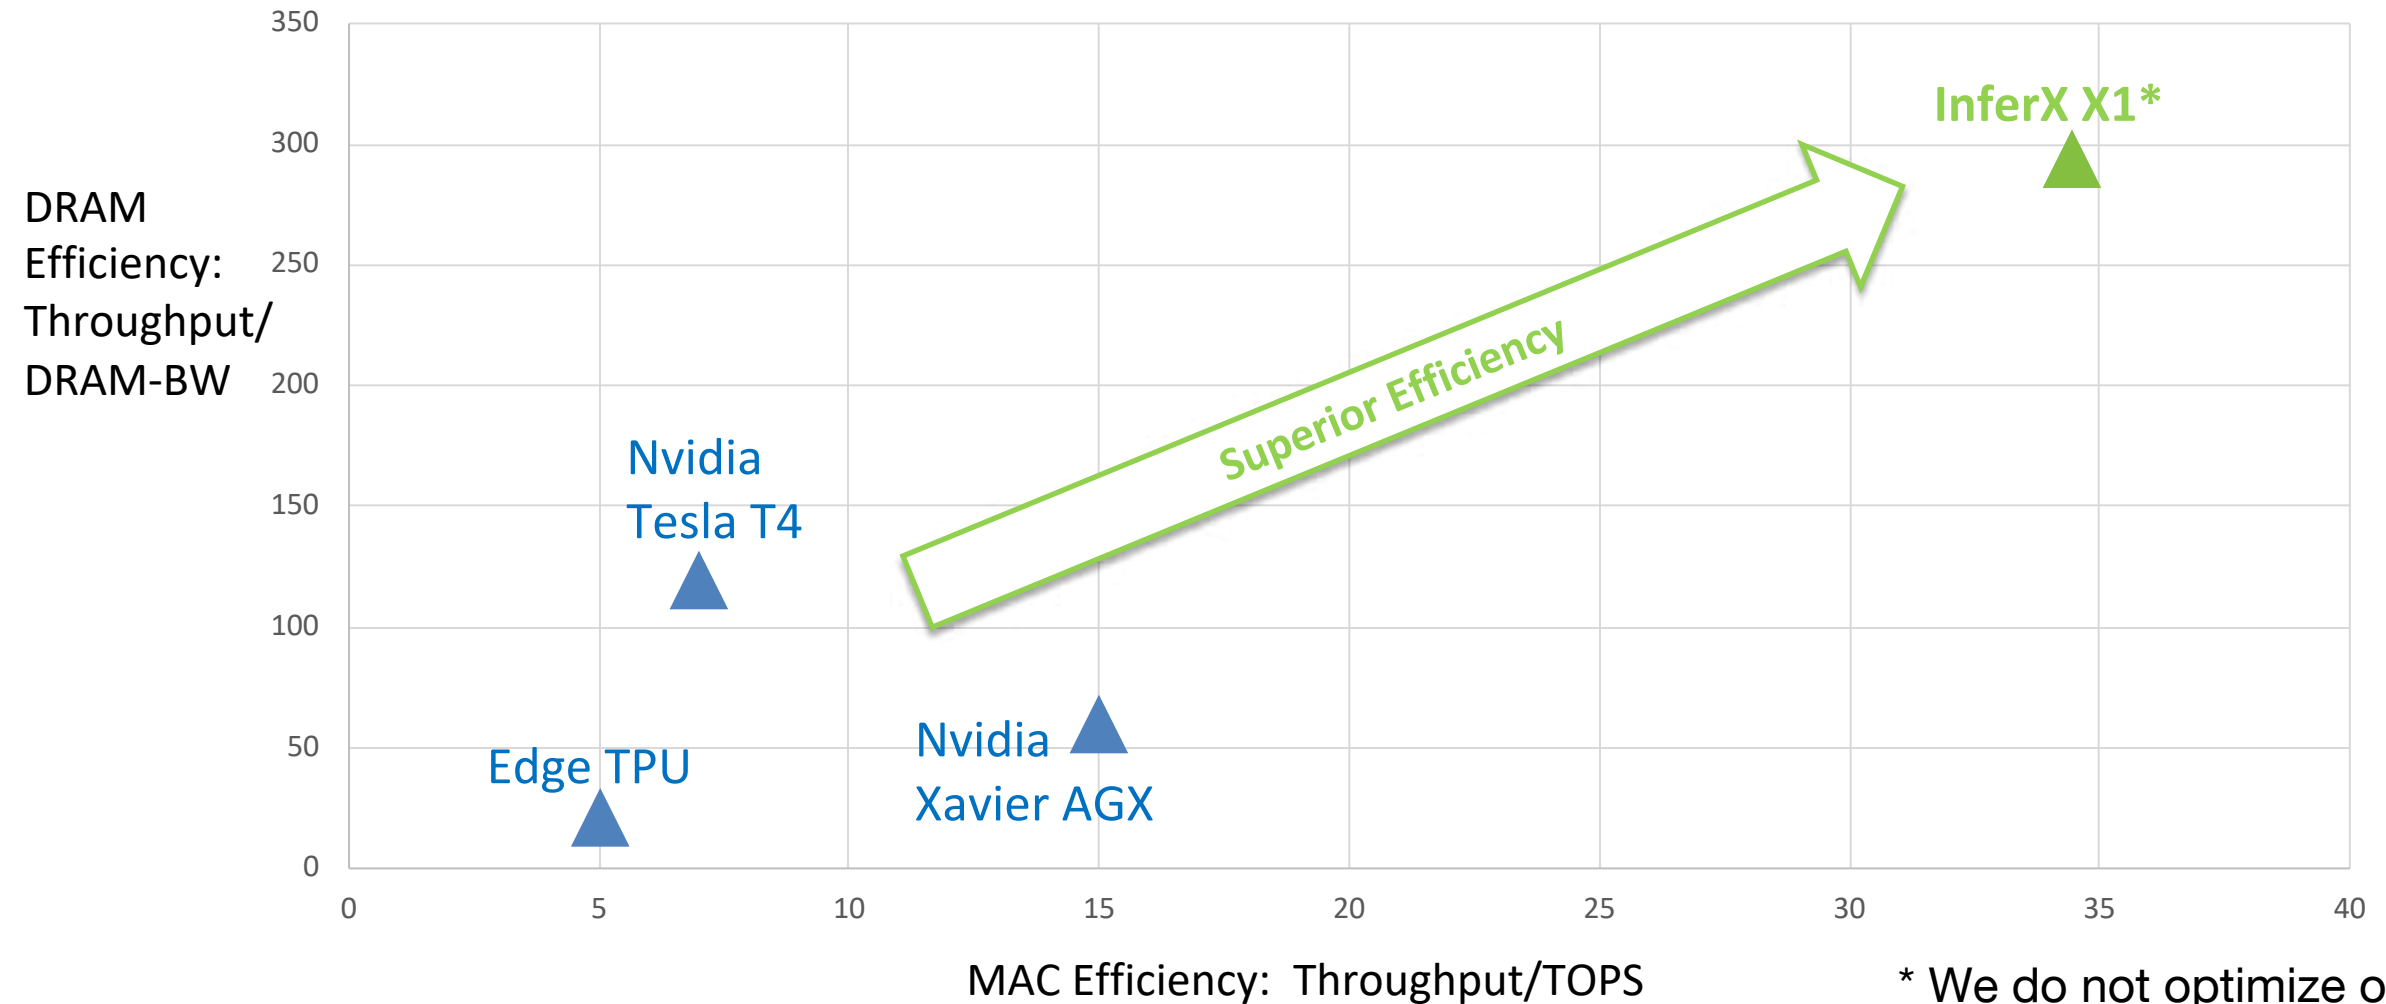 350
300
250
200
150
100
50
0
DRAM
Efficiency:
Throughput/
DRAM-BW
InferX X1*
Superior Efficiency
Nvidia
Tesla T4
Nvidia
Xavier AGX
Edge TPU
0 5 10 15 20 25 30 35 40
MAC Efficiency: Throughput/TOPS
* We do not optimize o